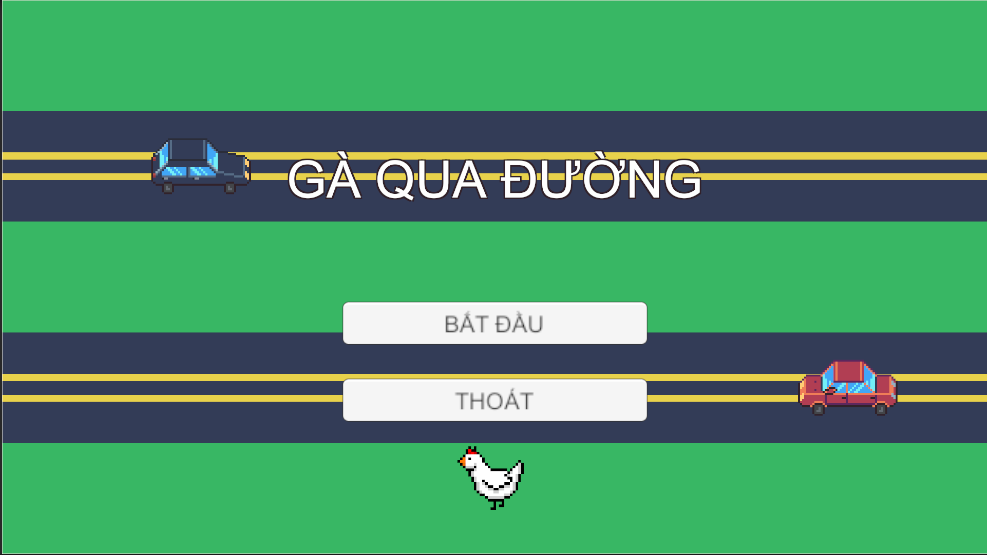 GÀ QUA ĐƯỜNG
BẮT ĐẦU
THOÁT